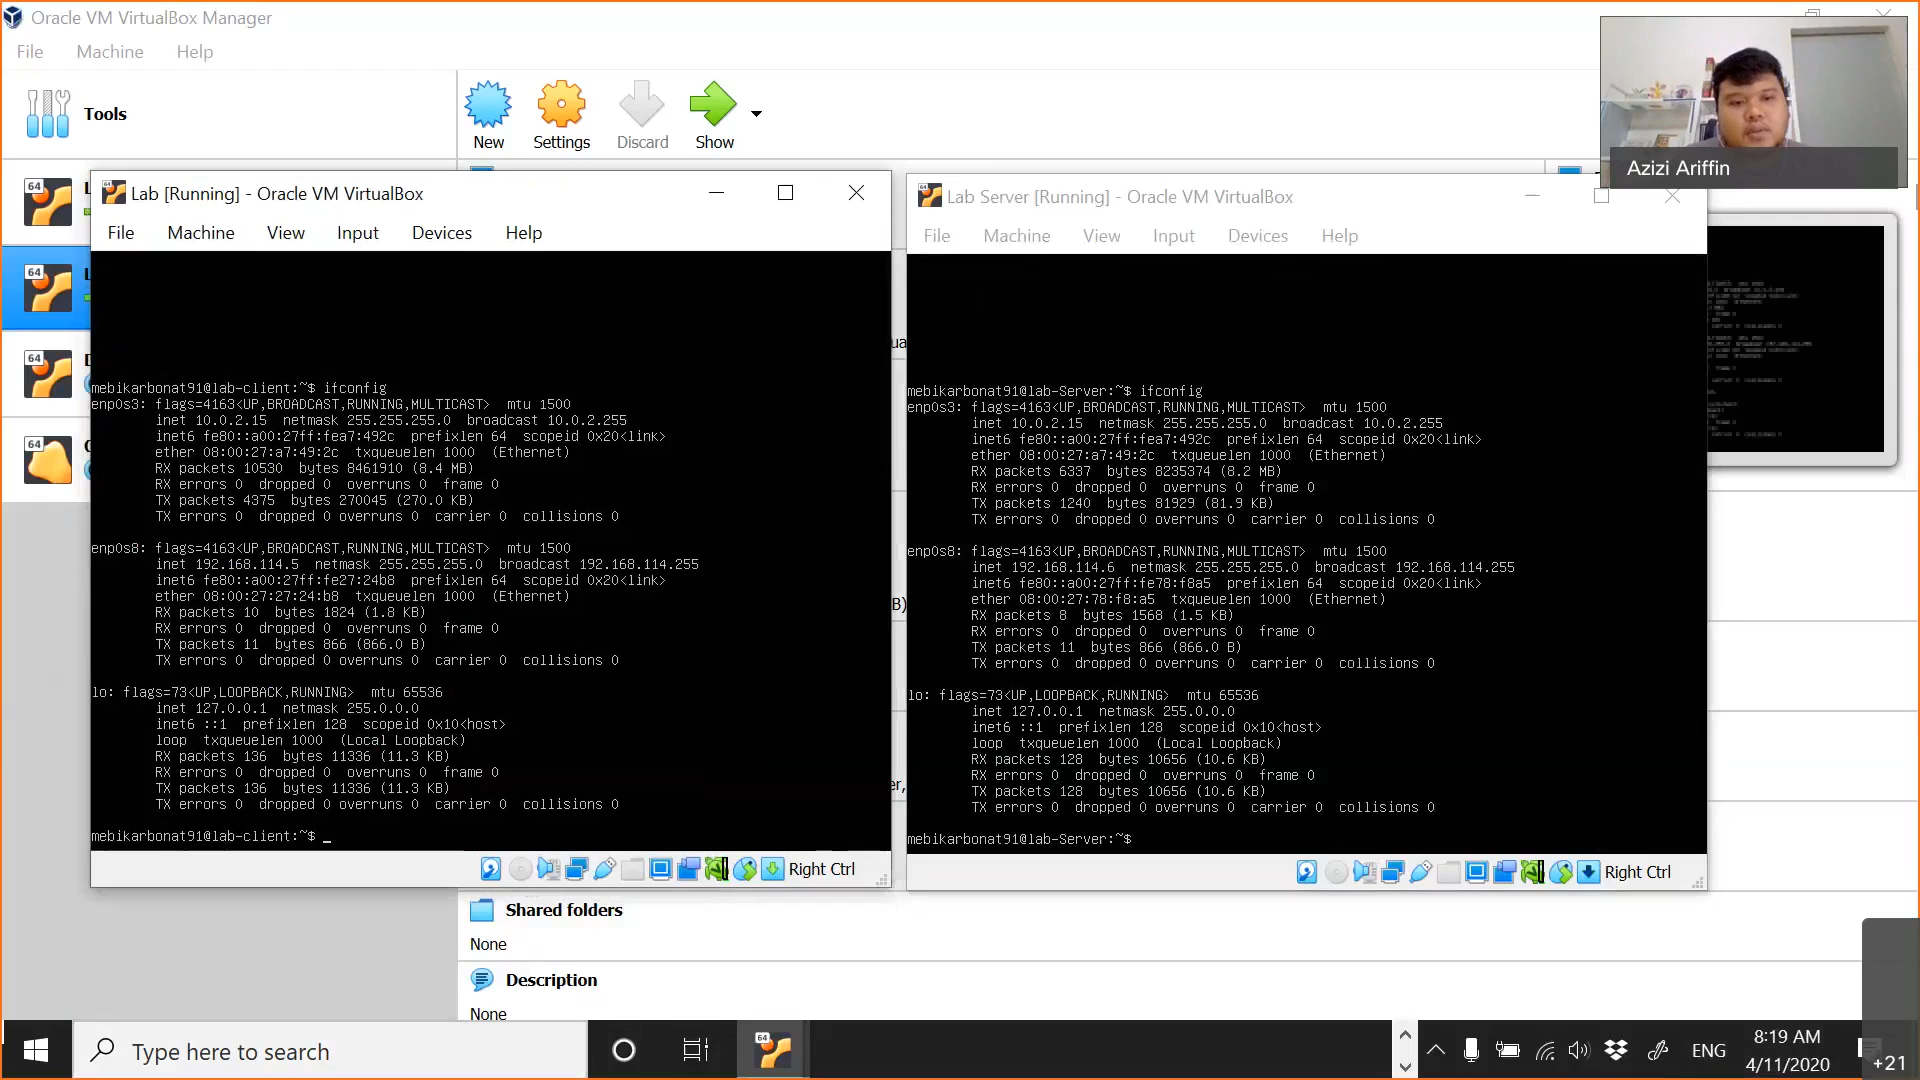 Oracle VM VirtualBox Manager
File Machine Help
Tools
New Settings Discard Show
Azizi Ariffin
64
64
64
64
Lab [Running] - Oracle VM VirtualBox
File Machine View Input Devices Help
mebikarbonat91@lab-client:~$ ifconfig
enp0s3: flags=4163<UP,BROADCAST,RUNNING,MULTICAST> mtu 1500
inet 10.0.2.15 netmask 255.255.255.0 broadcast 10.0.2.255
inet6 fe80::a00:27ff:fea7:492c prefixlen 64 scopeid 0x20<link>
ether 08:00:27:a7:49:2c txqueuelen 1000 (Ethernet)
RX packets 10530 bytes 8461910 (8.4 MB)
RX errors 0 dropped 0 overruns 0 frame 0
TX packets 4375 bytes 270045 (270.0 KB)
TX errors 0 dropped 0 overruns 0 carrier 0 collisions 0
enp0s8: flags=4163<UP,BROADCAST,RUNNING,MULTICAST> mtu 1500
inet 192.168.114.5 netmask 255.255.255.0 broadcast 192.168.114.255
inet6 fe80::a00:27ff:fe27:24b8 prefixlen 64 scopeid 0x20<link>
ether 08:00:27:27:24:b8 txqueuelen 1000 (Ethernet)
RX packets 10 bytes 1824 (1.8 KB)
RX errors 0 dropped 0 overruns 0 frame 0
TX packets 11 bytes 866 (866.0 B)
TX errors 0 dropped 0 overruns 0 carrier 0 collisions 0
lo: flags=73<UP,LOOPBACK,RUNNING> mtu 65536
inet 127.0.0.1 netmask 255.0.0.0
inet6 ::1 prefixlen 128 scopeid 0x10<host>
loop txqueuelen 1000 (Local Loopback)
RX packets 136 bytes 11336 (11.3 KB)
RX errors 0 dropped 0 overruns 0 frame 0
TX packets 136 bytes 11336 (11.3 KB)
TX errors 0 dropped 0 overruns 0 carrier 0 collisions 0
mebikarbonat91@lab-client:~$ _
Right Ctrl
Lab Server [Running] - Oracle VM VirtualBox
File Machine View Input Devices Help
mebikarbonat91@lab-Server:~$ ifconfig
enp0s3: flags=4163<UP,BROADCAST,RUNNING,MULTICAST> mtu 1500
inet 10.0.2.15 netmask 255.255.255.0 broadcast 10.0.2.255
inet6 fe80::a00:27ff:fea7:492c prefixlen 64 scopeid 0x20<link>
ether 08:00:27:a7:49:2c txqueuelen 1000 (Ethernet)
RX packets 6337 bytes 8235374 (8.2 MB)
RX errors 0 dropped 0 overruns 0 frame 0
TX packets 1240 bytes 81929 (81.9 KB)
TX errors 0 dropped 0 overruns 0 carrier 0 collisions 0
enp0s8: flags=4163<UP,BROADCAST,RUNNING,MULTICAST> mtu 1500
inet 192.168.114.6 netmask 255.255.255.0 broadcast 192.168.114.255
inet6 fe80::a00:27ff:fe78:f8a5 prefixlen 64 scopeid 0x20<link>
ether 08:00:27:78:f8:a5 txqueuelen 1000 (Ethernet)
RX packets 8 bytes 1568 (1.5 KB)
RX errors 0 dropped 0 overruns 0 frame 0
TX packets 11 bytes 866 (866.0 B)
TX errors 0 dropped 0 overruns 0 carrier 0 collisions 0
lo: flags=73<UP,LOOPBACK,RUNNING> mtu 65536
inet 127.0.0.1 netmask 255.0.0.0
inet6 ::1 prefixlen 128 scopeid 0x10<host>
loop txqueuelen 1000 (Local Loopback)
RX packets 128 bytes 10656 (10.6 KB)
RX errors 0 dropped 0 overruns 0 frame 0
TX packets 128 bytes 10656 (10.6 KB)
TX errors 0 dropped 0 overruns 0 carrier 0 collisions 0
mebikarbonat91@lab-Server:~$
Right Ctrl
Shared folders
None
Description
None
Type here to search
64
ENG
8:19 AM
4/11/2020
+21